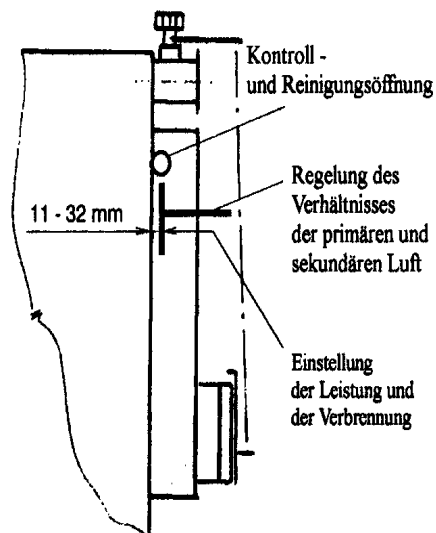 Kontroll -
und Reinigungsöffnung
Regelung des
Verhältnisses
der primären und
sekundären Luft
11 - 32 mm
Einstellung
der Leistung und
der Verbrennung